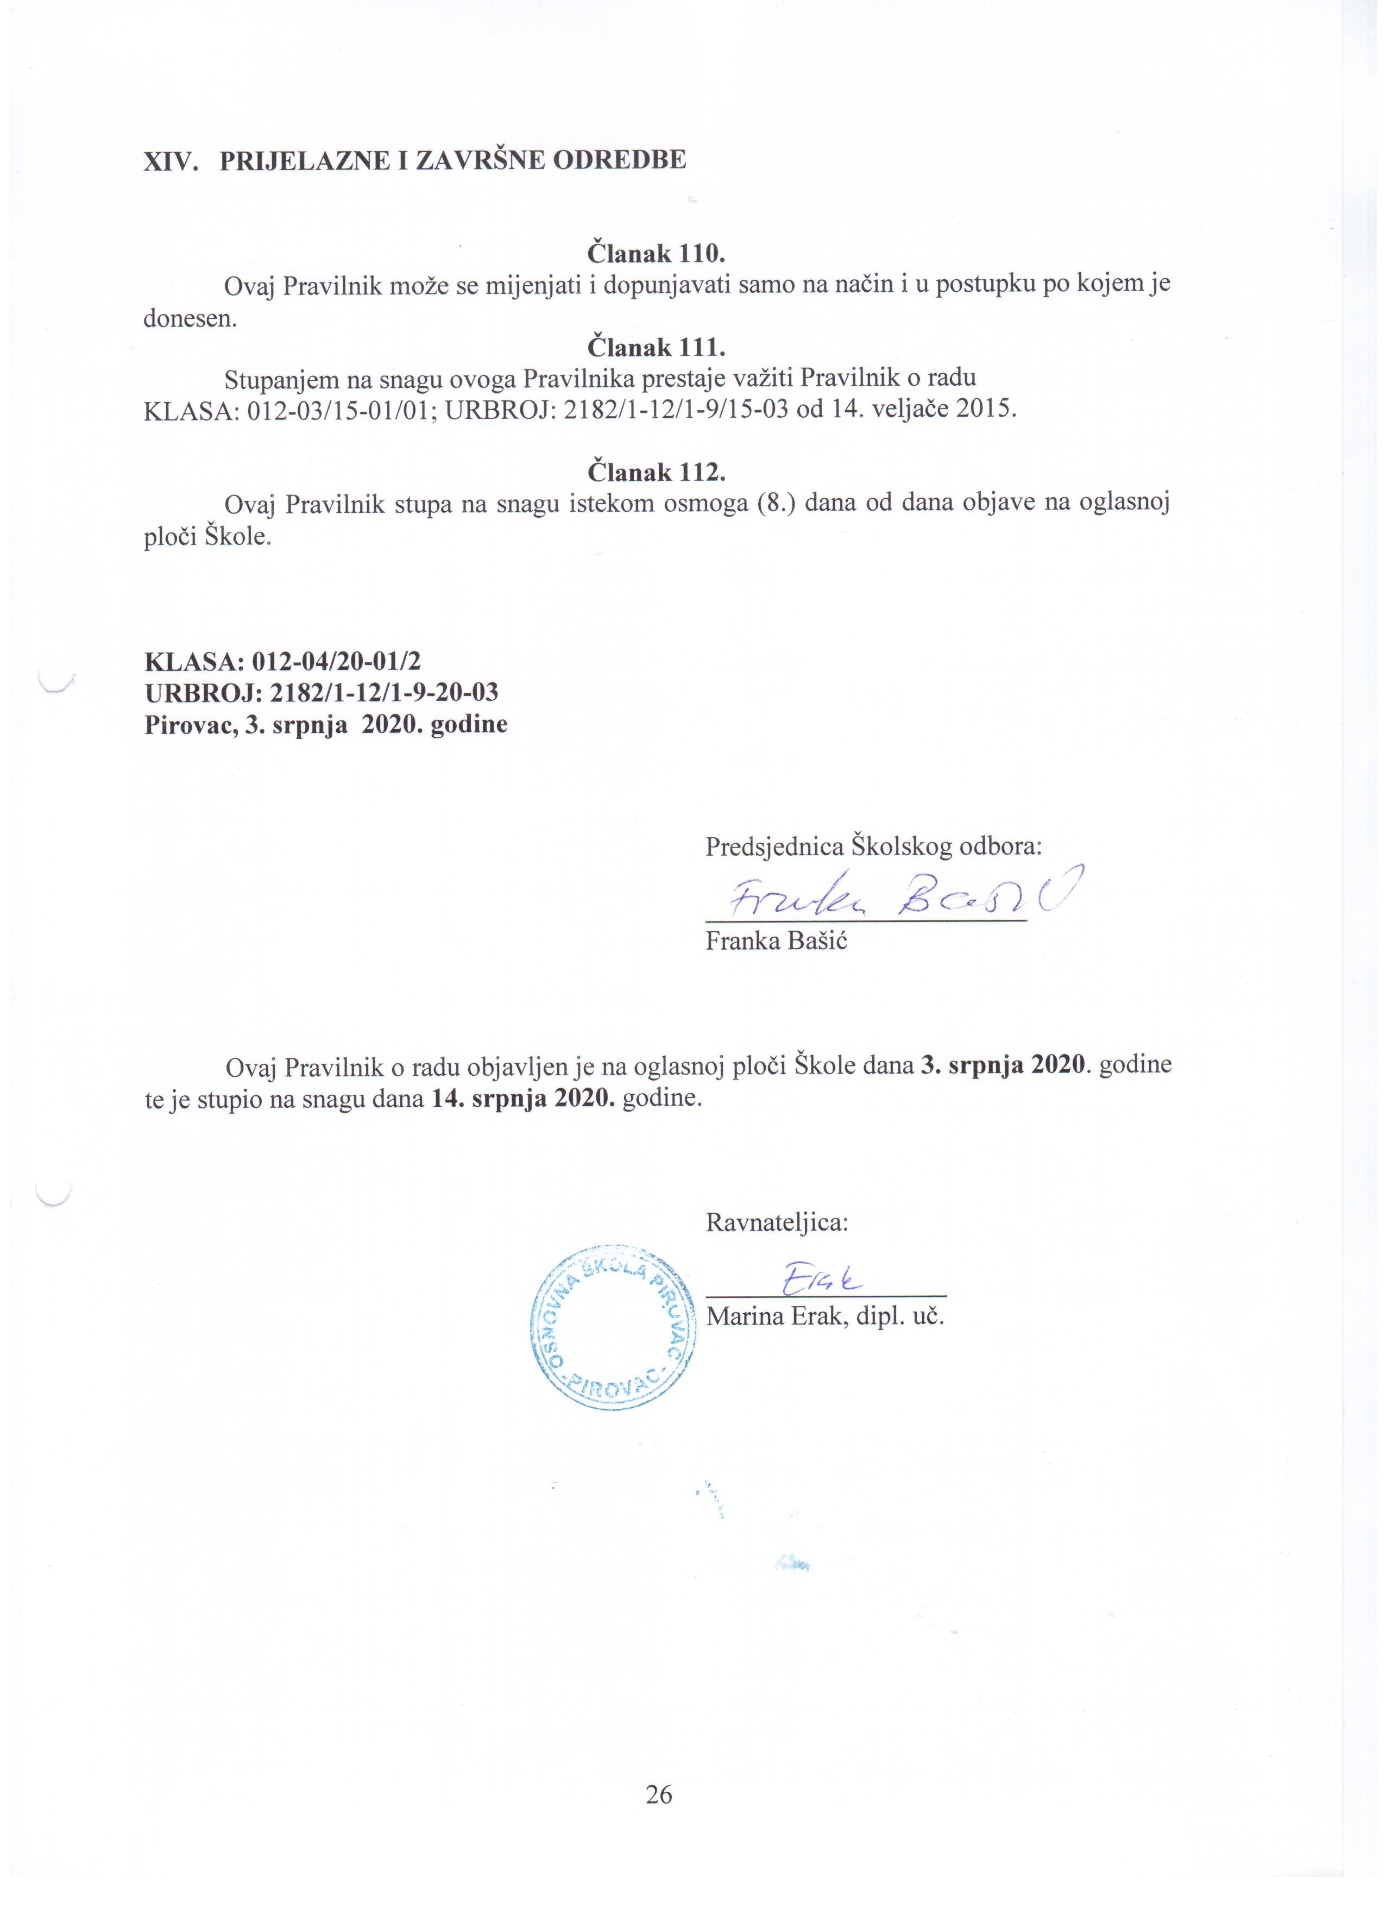 XIV. PRIJELAZNE I ZAVRŠNE ODREDBE
Članak 110.
Ovaj Pravilnik može se mijenjati i dopunjavati samo na način i u postupku po kojem je
donesen.
Članak 111.
Stupanjem na snagu ovoga Pravilnika prestaje važiti Pravilnik o radu
KLASA: 012-03/15-01/01; URBROJ: 2182/1-12/1-9/15-03 od 14. veljače 2015.
Članak 112.
Ovaj Pravilnik stupa na snagu istekom osmoga (8.) dana od dana objave na oglasnoj
ploči Škole.
KLASA: 012-04/20-01/2
URBROJ: 2182/1-12/1-9-20-03
Pirovac, 3. srpnja 2020. godine
Predsjednica Školskog odbora:
Franka Bašić
Franka Bašić
Ovaj Pravilnik o radu objavljen je na oglasnoj ploči Škole dana 3. srpnja 2020. godine
te je stupio na snagu dana 14. srpnja 2020. godine.
Ravnateljica:
Erak
Marina Erak, dipl. uč.
OSNOVNA ŠKOLA PIROVAC
-PIROVAC-
26